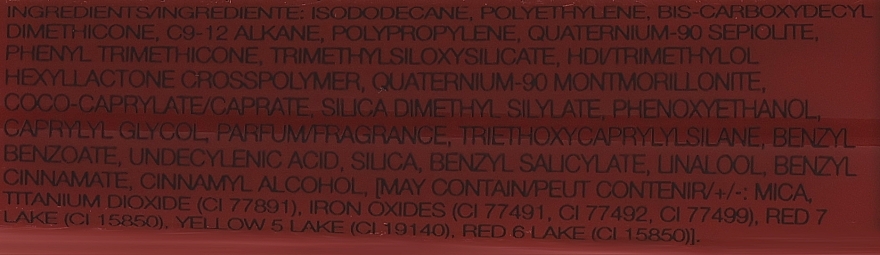 INGREDIENTS/INGRÉDIENTS: ISODODECANE, POLYETHYLENE, BIS-CARBOXYDECYL
DIMETHICONE, C9-12 ALKANE, POLYPROPYLENE, QUATERNIUM-90 SEPIOLITE,
PHENYL TRIMETHICONE, TRIMETHYLSILOXYSILICATE, HDI/TRIMETHYLOL
HEXYLLACTONE CROSSPOLYMER, QUATERNIUM-90 MONTMORILLONITE,
COCO-CAPRYLATE/CAPRATE, SILICA DIMETHYL SILYLATE, PHENOXYETHANOL,
CAPRYLYL GLYCOL, PARFUM/FRAGRANCE, TRIETHOXYCAPRYLYLSILANE, BENZYL
BENZOATE, UNDECYLENIC ACID, SILICA, BENZYL SALICYLATE, LINALOOL, BENZYL
CINNAMATE, CINNAMYL ALCOHOL, [MAY CONTAIN/PEUT CONTENIR/+/-: MICA,
TITANIUM DIOXIDE (CI 77891), IRON OXIDES (CI 77491, CI 77492, CI 77499), RED 7
LAKE (CI 15850), YELLOW 5 LAKE (CI 19140), RED 6 LAKE (CI 15850)].